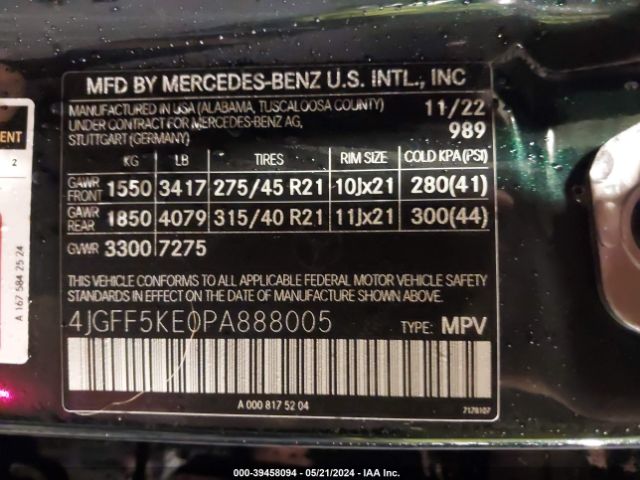 MFD BY MERCEDES-BENZ U.S. INTL., INC
MANUFACTURED IN USA (ALABAMA, TUSCALOOSA COUNTY) 11/22
UNDER CONTRACT FOR MERCEDES-BENZ AG, 989
STUTTGART (GERMANY)
KG LB TIRES RIM SIZE COLD KPA (PSI)
GAWR FRONT 1550 3417 275/45 R21 10Jx21 280(41)
GAWR REAR 1850 4079 315/40 R21 11Jx21 300(44)
GVWR 3300 7275
THIS VEHICLE CONFORMS TO ALL APPLICABLE FEDERAL MOTOR VEHICLE SAFETY
STANDARDS IN EFFECT ON THE DATE OF MANUFACTURE SHOWN ABOVE.
4JGFF5KE0PA888005 TYPE: MPV
A 000 817 52 04
7178107
ENT
2
A 167 584 25 24
000-39458094 - 05/21/2024 - IAA Inc.